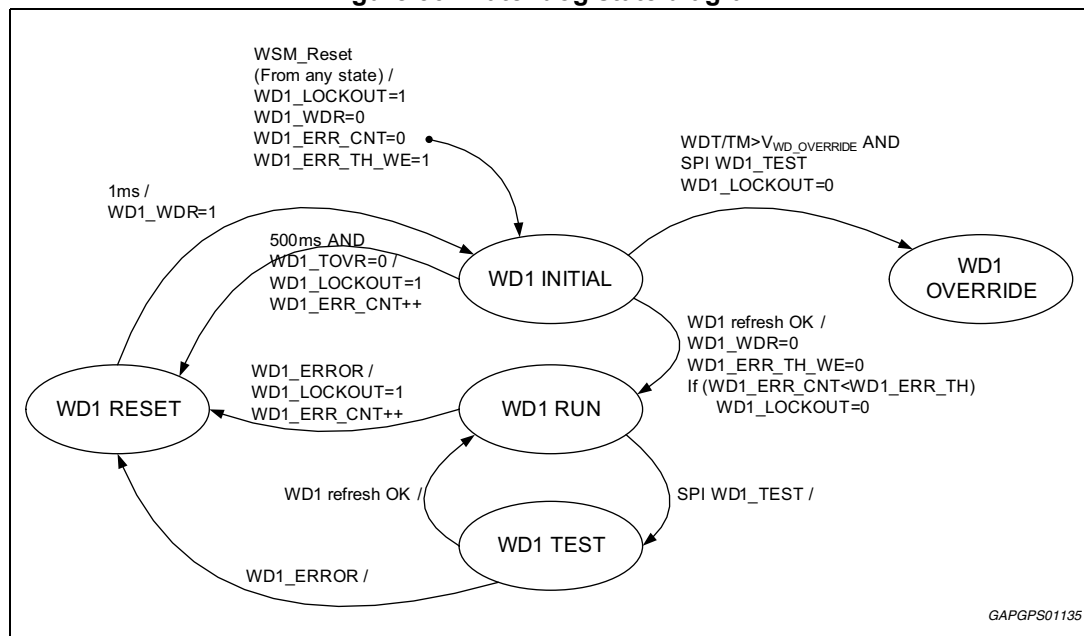 WSM_Reset
(From any state) /
WD1_LOCKOUT=1
WD1_WDR=0
WD1_ERR_CNT=0
WD1_ERR_TH_WE=1
WDT/TM>VWD_OVERRIDE AND
SPI WD1_TEST
WD1_LOCKOUT=0
1ms /
WD1_WDR=1
500ms AND
WD1_TOVR=0 /
WD1_LOCKOUT=1
WD1_ERR_CNT++
WD1 INITIAL
WD1
OVERRIDE
WD1 refresh OK /
WD1_WDR=0
WD1_ERR_TH_WE=0
If (WD1_ERR_CNT<WD1_ERR_TH)
WD1_LOCKOUT=0
WD1_ERROR /
WD1_LOCKOUT=1
WD1_ERR_CNT++
WD1 RESET
WD1 RUN
WD1 refresh OK /
SPI WD1_TEST /
WD1 TEST
WD1_ERROR /
GAPGPS01135